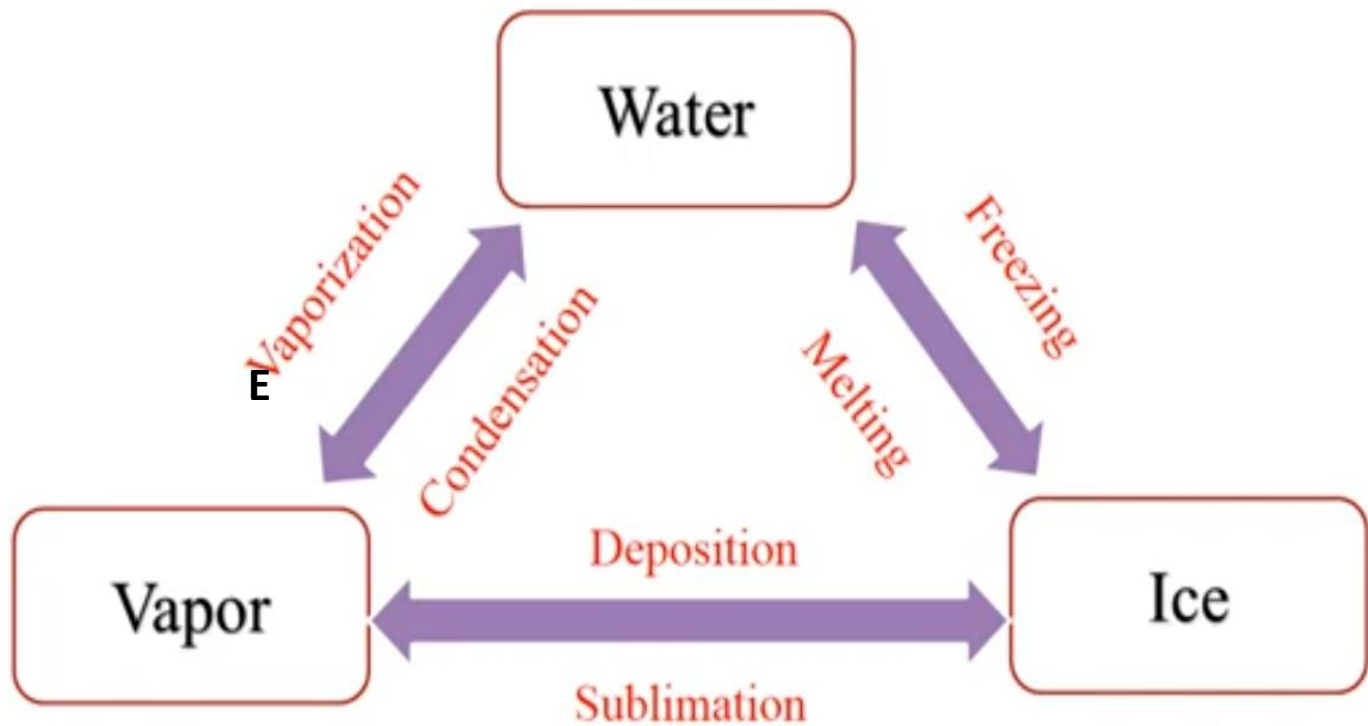 Water
Vaporization
E
Condensation
Freezing
Melting
Deposition
Vapor
Ice
Sublimation